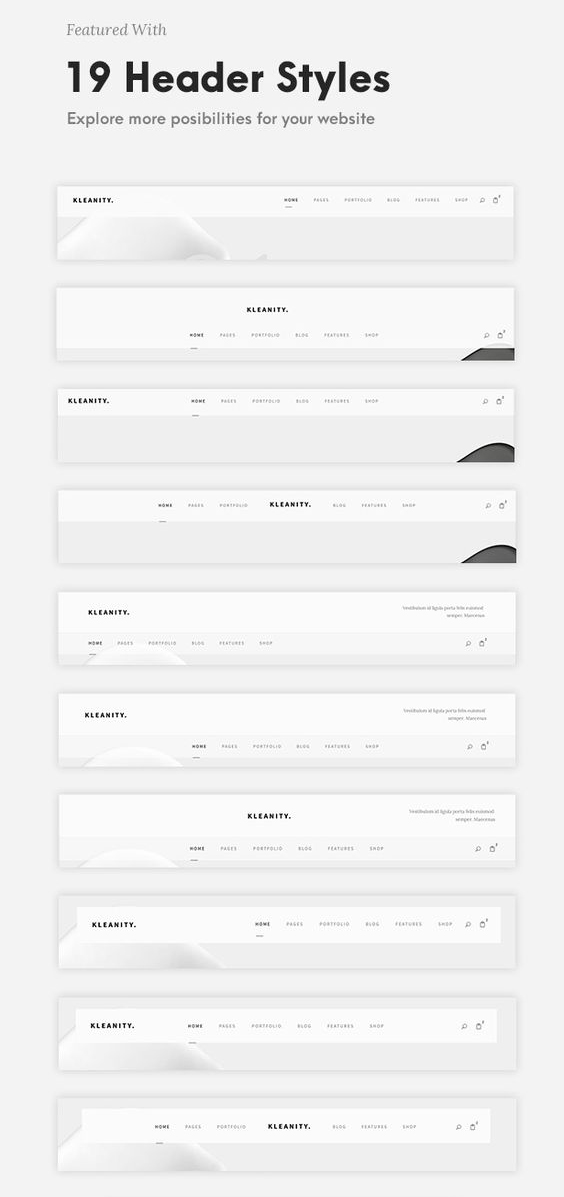 Featured With
19 Header Styles
Explore more posibilities for your website
KLEANITY. HOME PAGES PORTFOLIO BLOG FEATURES SHOP
KLEANITY.
HOME PAGES PORTFOLIO BLOG FEATURES SHOP
KLEANITY. HOME PAGES PORTFOLIO BLOG FEATURES SHOP
HOME PAGES PORTFOLIO KLEANITY. BLOG FEATURES SHOP
Vestibulum id ligula porta felis euismod
KLEANITY.
semper. Maecenas
HOME PAGES PORTFOLIO BLOG FEATURES SHOP
Vestibulum id ligula porta felis euismod
KLEANITY.
semper. Maecenas
HOME PAGES PORTFOLIO BLOG FEATURES SHOP
Vestibulum id ligula porta felis euismod
KLEANITY.
semper. Maecenas
HOME PAGES PORTFOLIO BLOG FEATURES SHOP
KLEANITY. HOME PAGES PORTFOLIO BLOG FEATURES SHOP
KLEANITY. HOME PAGES PORTFOLIO BLOG FEATURES SHOP
HOME PAGES PORTFOLIO KLEANITY. BLOG FEATURES SHOP